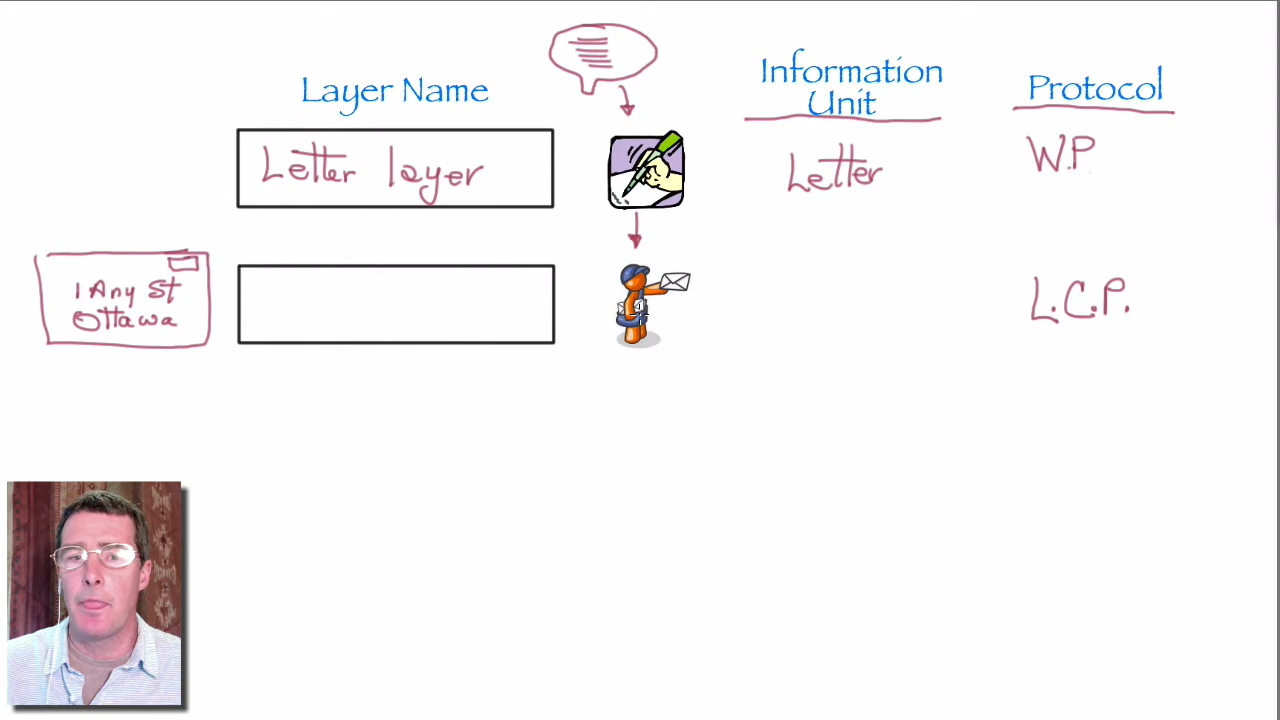 Layer Name
Information
Unit
Protocol
Letter layer
Letter
W.P
1 Any St
Ottawa
L.C.P.